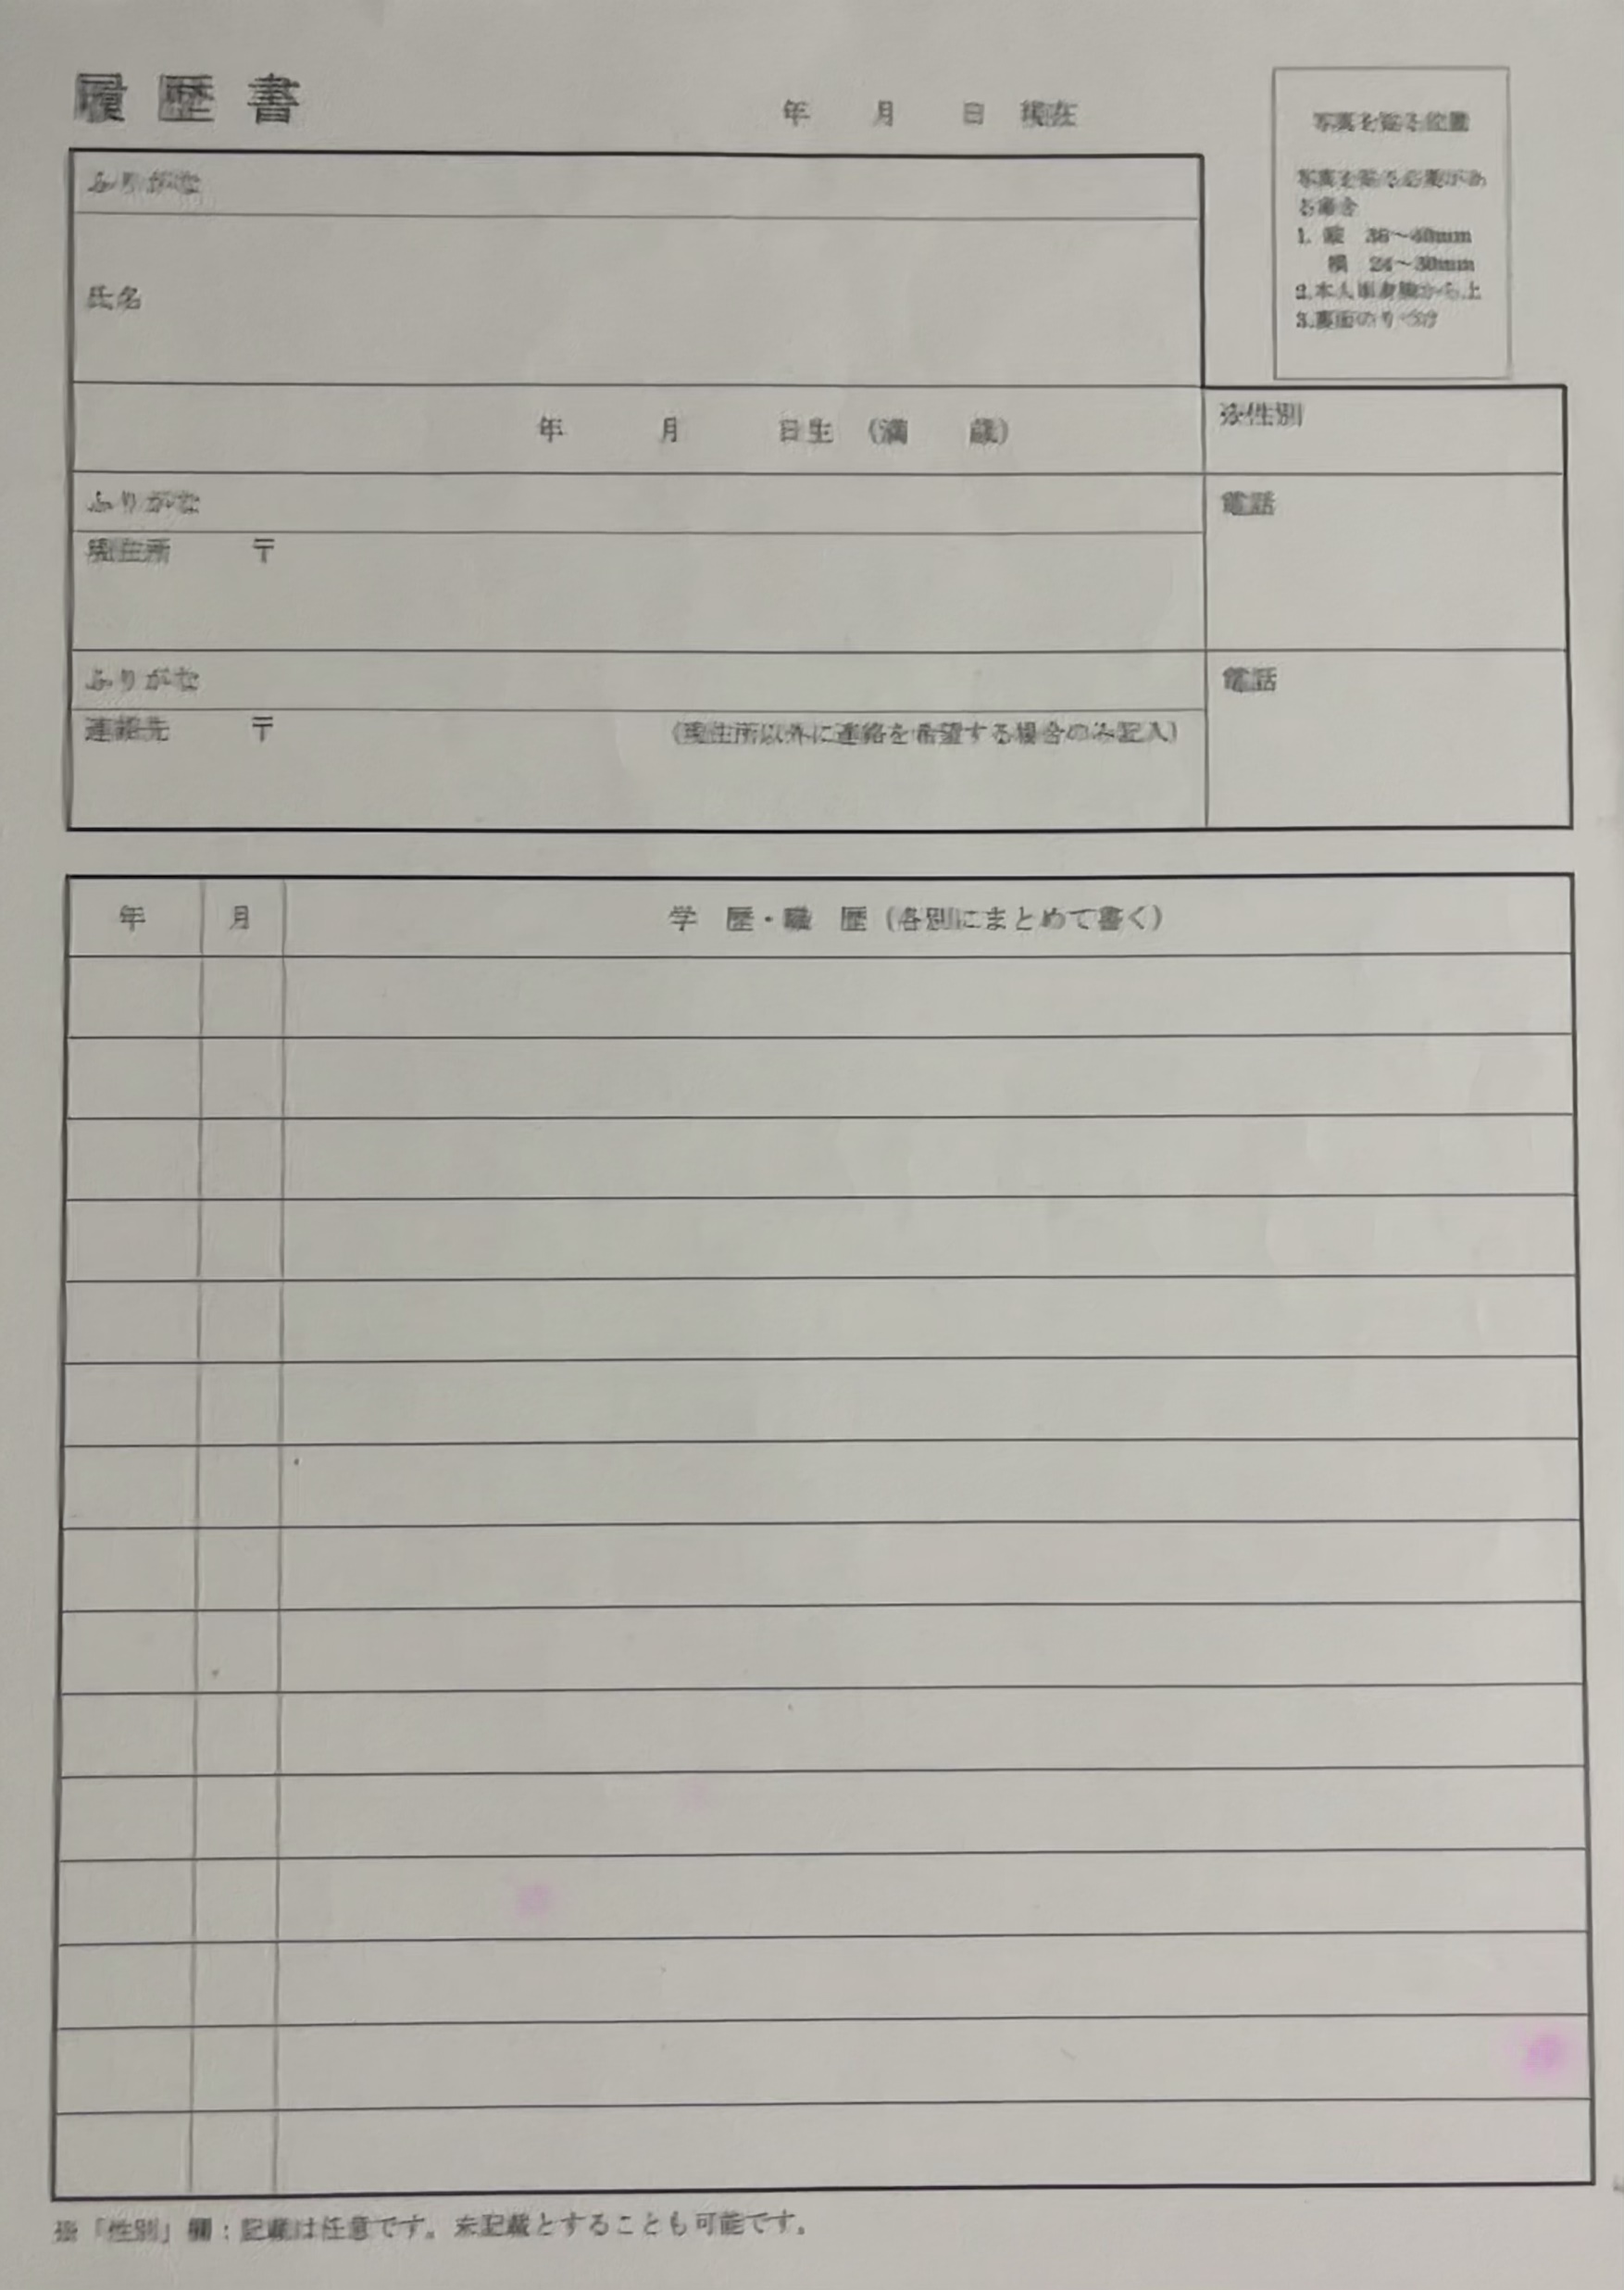 履歴書
年 月 日 現在
写真を貼る位置
写真を貼る必要があ
る場合
1. 縦 36～40mm
横 24～30mm
2.本人単身胸から上
3.裏面のりづけ
ふりがな
氏名
年 月 日生 (満 歳)
※性別
ふりがな
電話
現住所 〒
ふりがな
電話
連絡先 〒 (現住所以外に連絡を希望する場合のみ記入)
年 月 学 歴・職 歴 (各別にまとめて書く)
※「性別」欄：記載は任意です。未記載とすることも可能です。